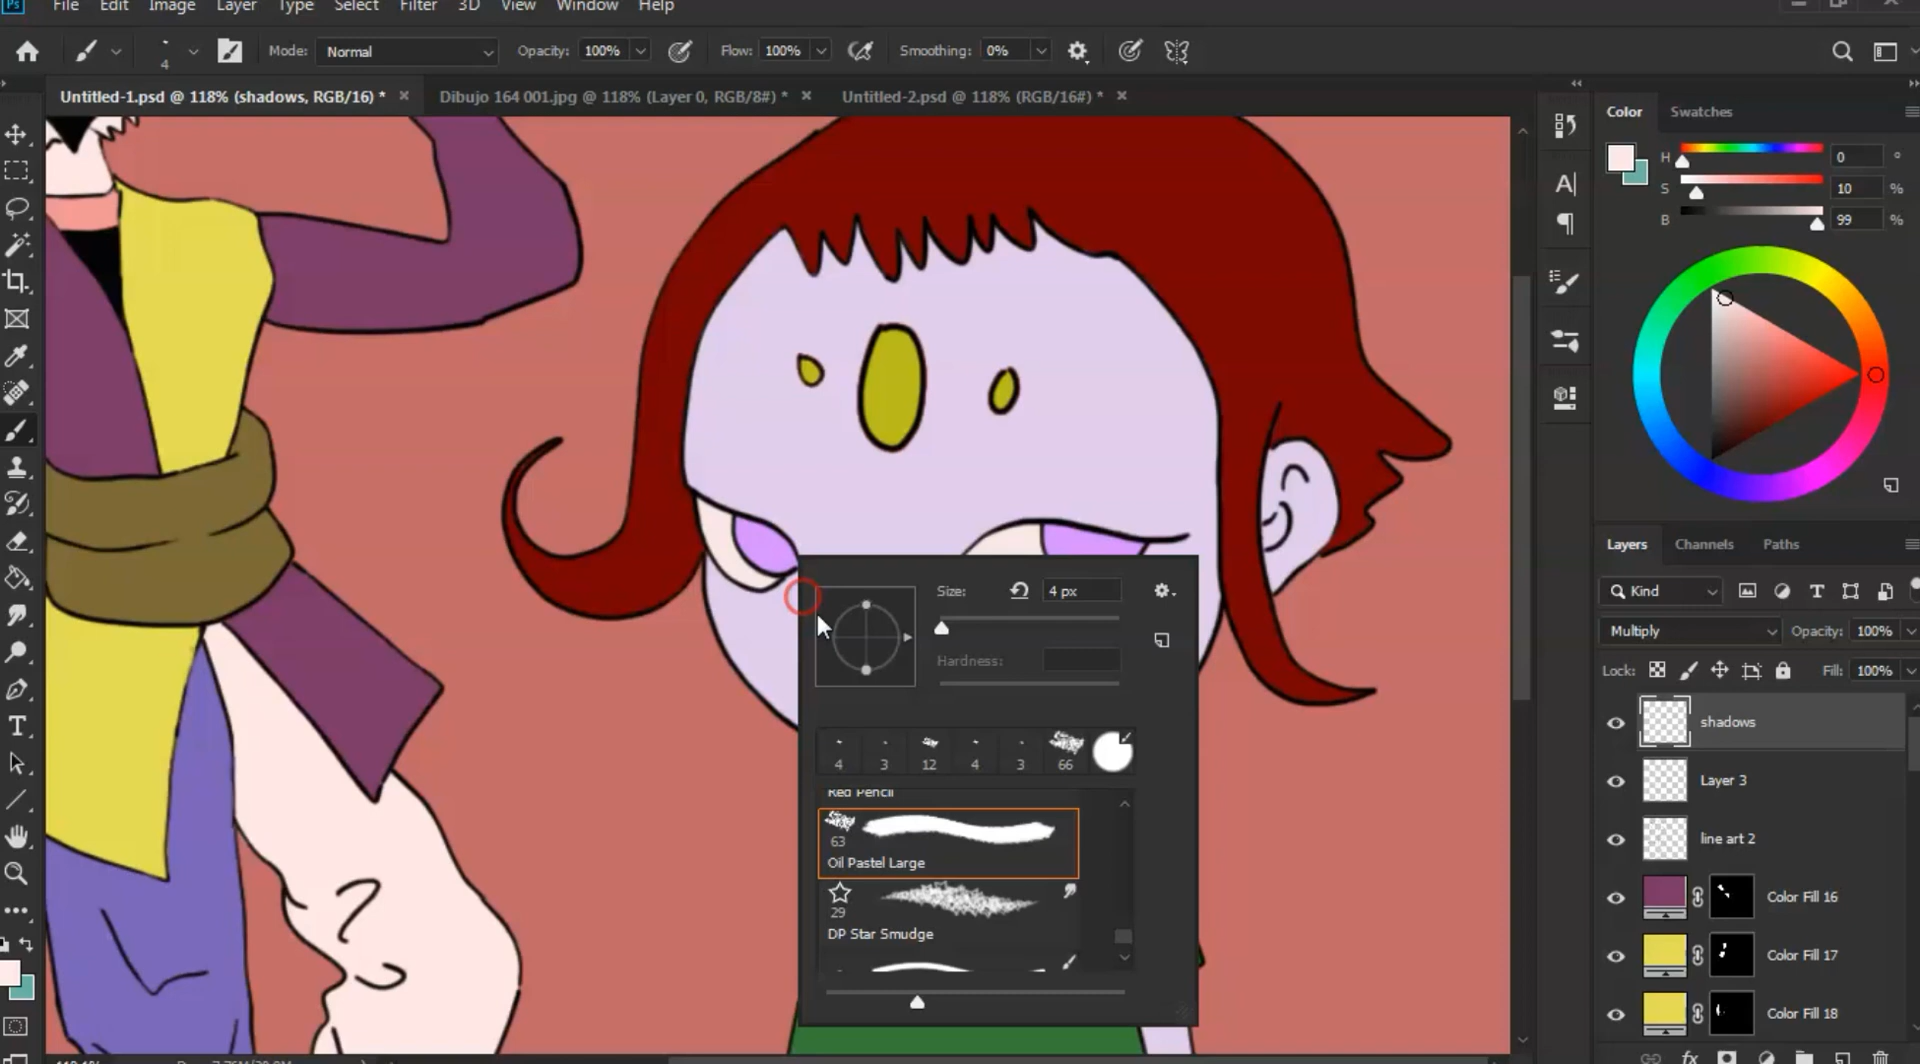 Ps File Edit Image Layer Type Select Filter 3D View Window Help
4 Mode: Normal Opacity: 100% Flow: 100% Smoothing: 0%
Untitled-1.psd @ 118% (shadows, RGB/16) * Dibujo 164 001.jpg @ 118% (Layer 0, RGB/8#) * Untitled-2.psd @ 118% (RGB/16#) *
Color Swatches
H 0 °
S 10 %
B 99 %
Layers Channels Paths
Kind
Multiply Opacity: 100%
Lock: Fill: 100%
shadows
Layer 3
line art 2
Color Fill 16
Color Fill 17
Color Fill 18
Size: 4 px
Hardness:
4 3 12 4 3 66
Red Pencil
63
Oil Pastel Large
29
DP Star Smudge